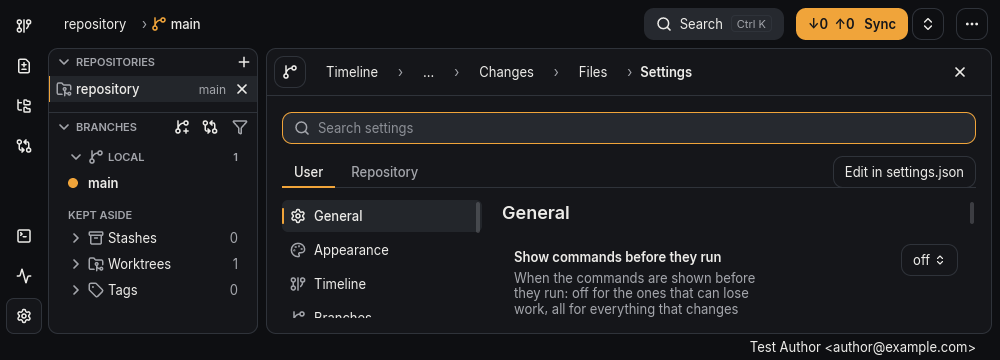 repository › main
Search Ctrl K
↓0 ↑0 Sync
REPOSITORIES
repository main
BRANCHES
LOCAL 1
main
KEPT ASIDE
Stashes 0
Worktrees 1
Tags 0
Timeline › ... › Changes › Files › Settings
Search settings
User Repository
Edit in settings.json
General
Appearance
Timeline
Branches
General
Show commands before they run
off
When the commands are shown before
they run: off for the ones that can lose
work, all for everything that changes
Test Author <author@example.com>